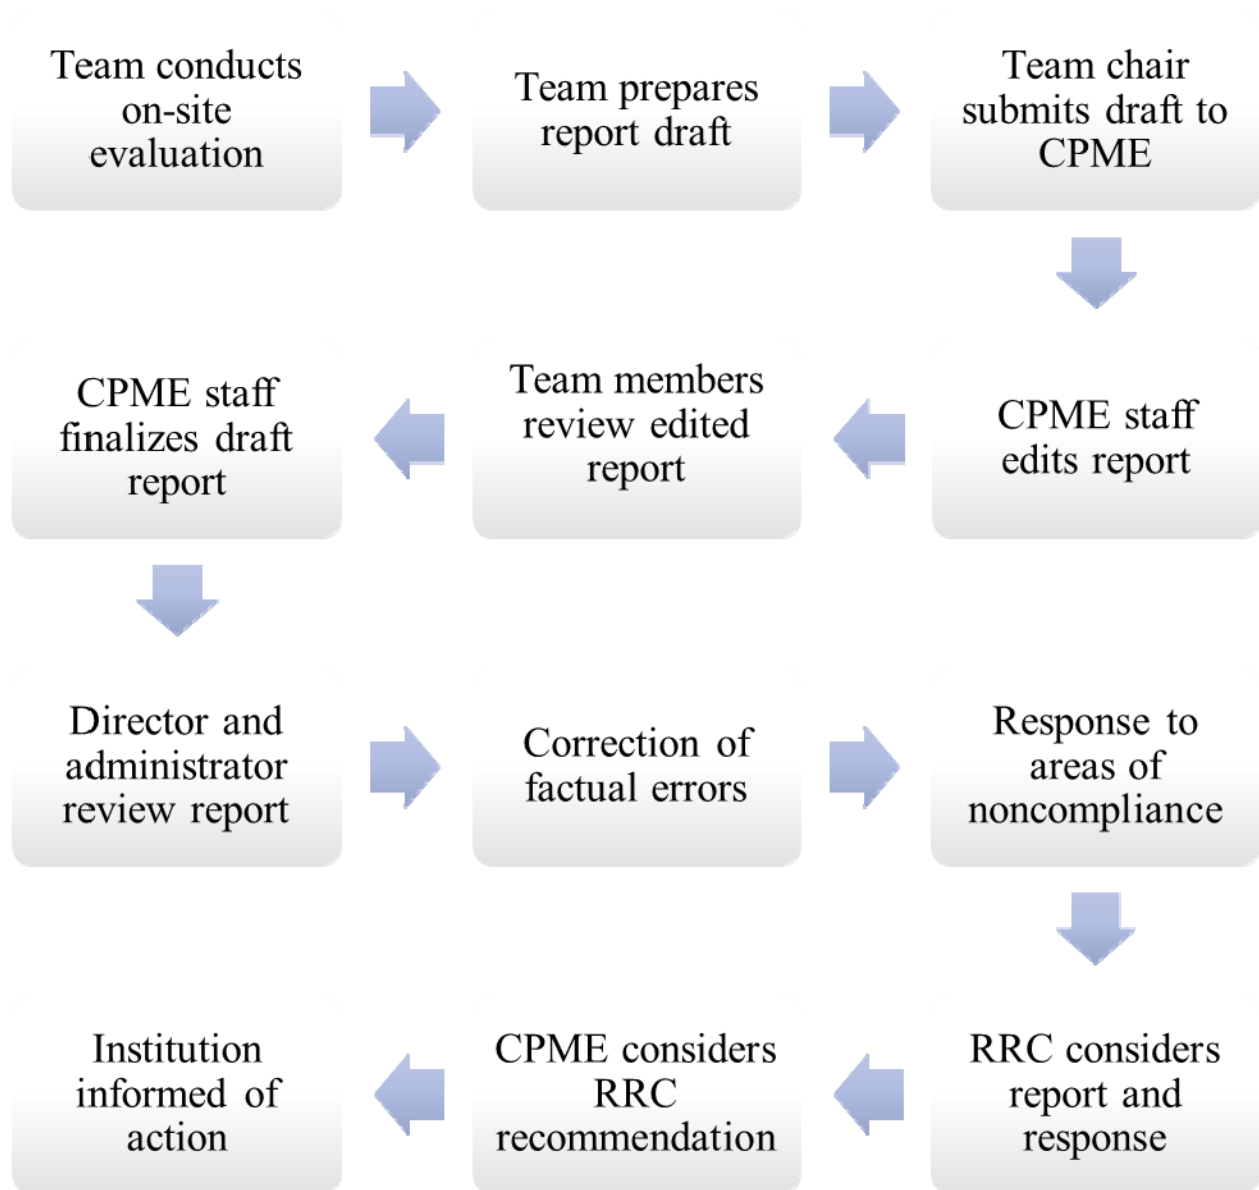 Team conducts
on-site
evaluation
Team prepares
report draft
Team chair
submits draft to
CPME
CPME staff
edits report
Team members
review edited
report
CPME staff
finalizes draft
report
Director and
administrator
review report
Correction of
factual errors
Response to
areas of
noncompliance
RRC considers
report and
response
CPME considers
RRC
recommendation
Institution
informed of
action